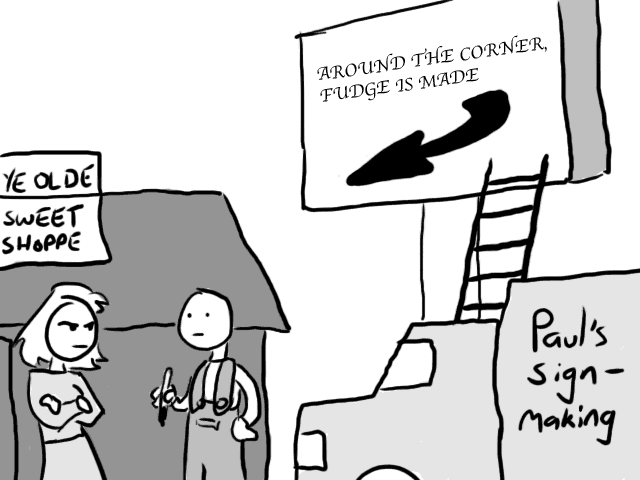 AROUND THE CORNER,
FUDGE IS MADE
YE OLDE
SWEET
SHOPPE
Paul's
sign-
making